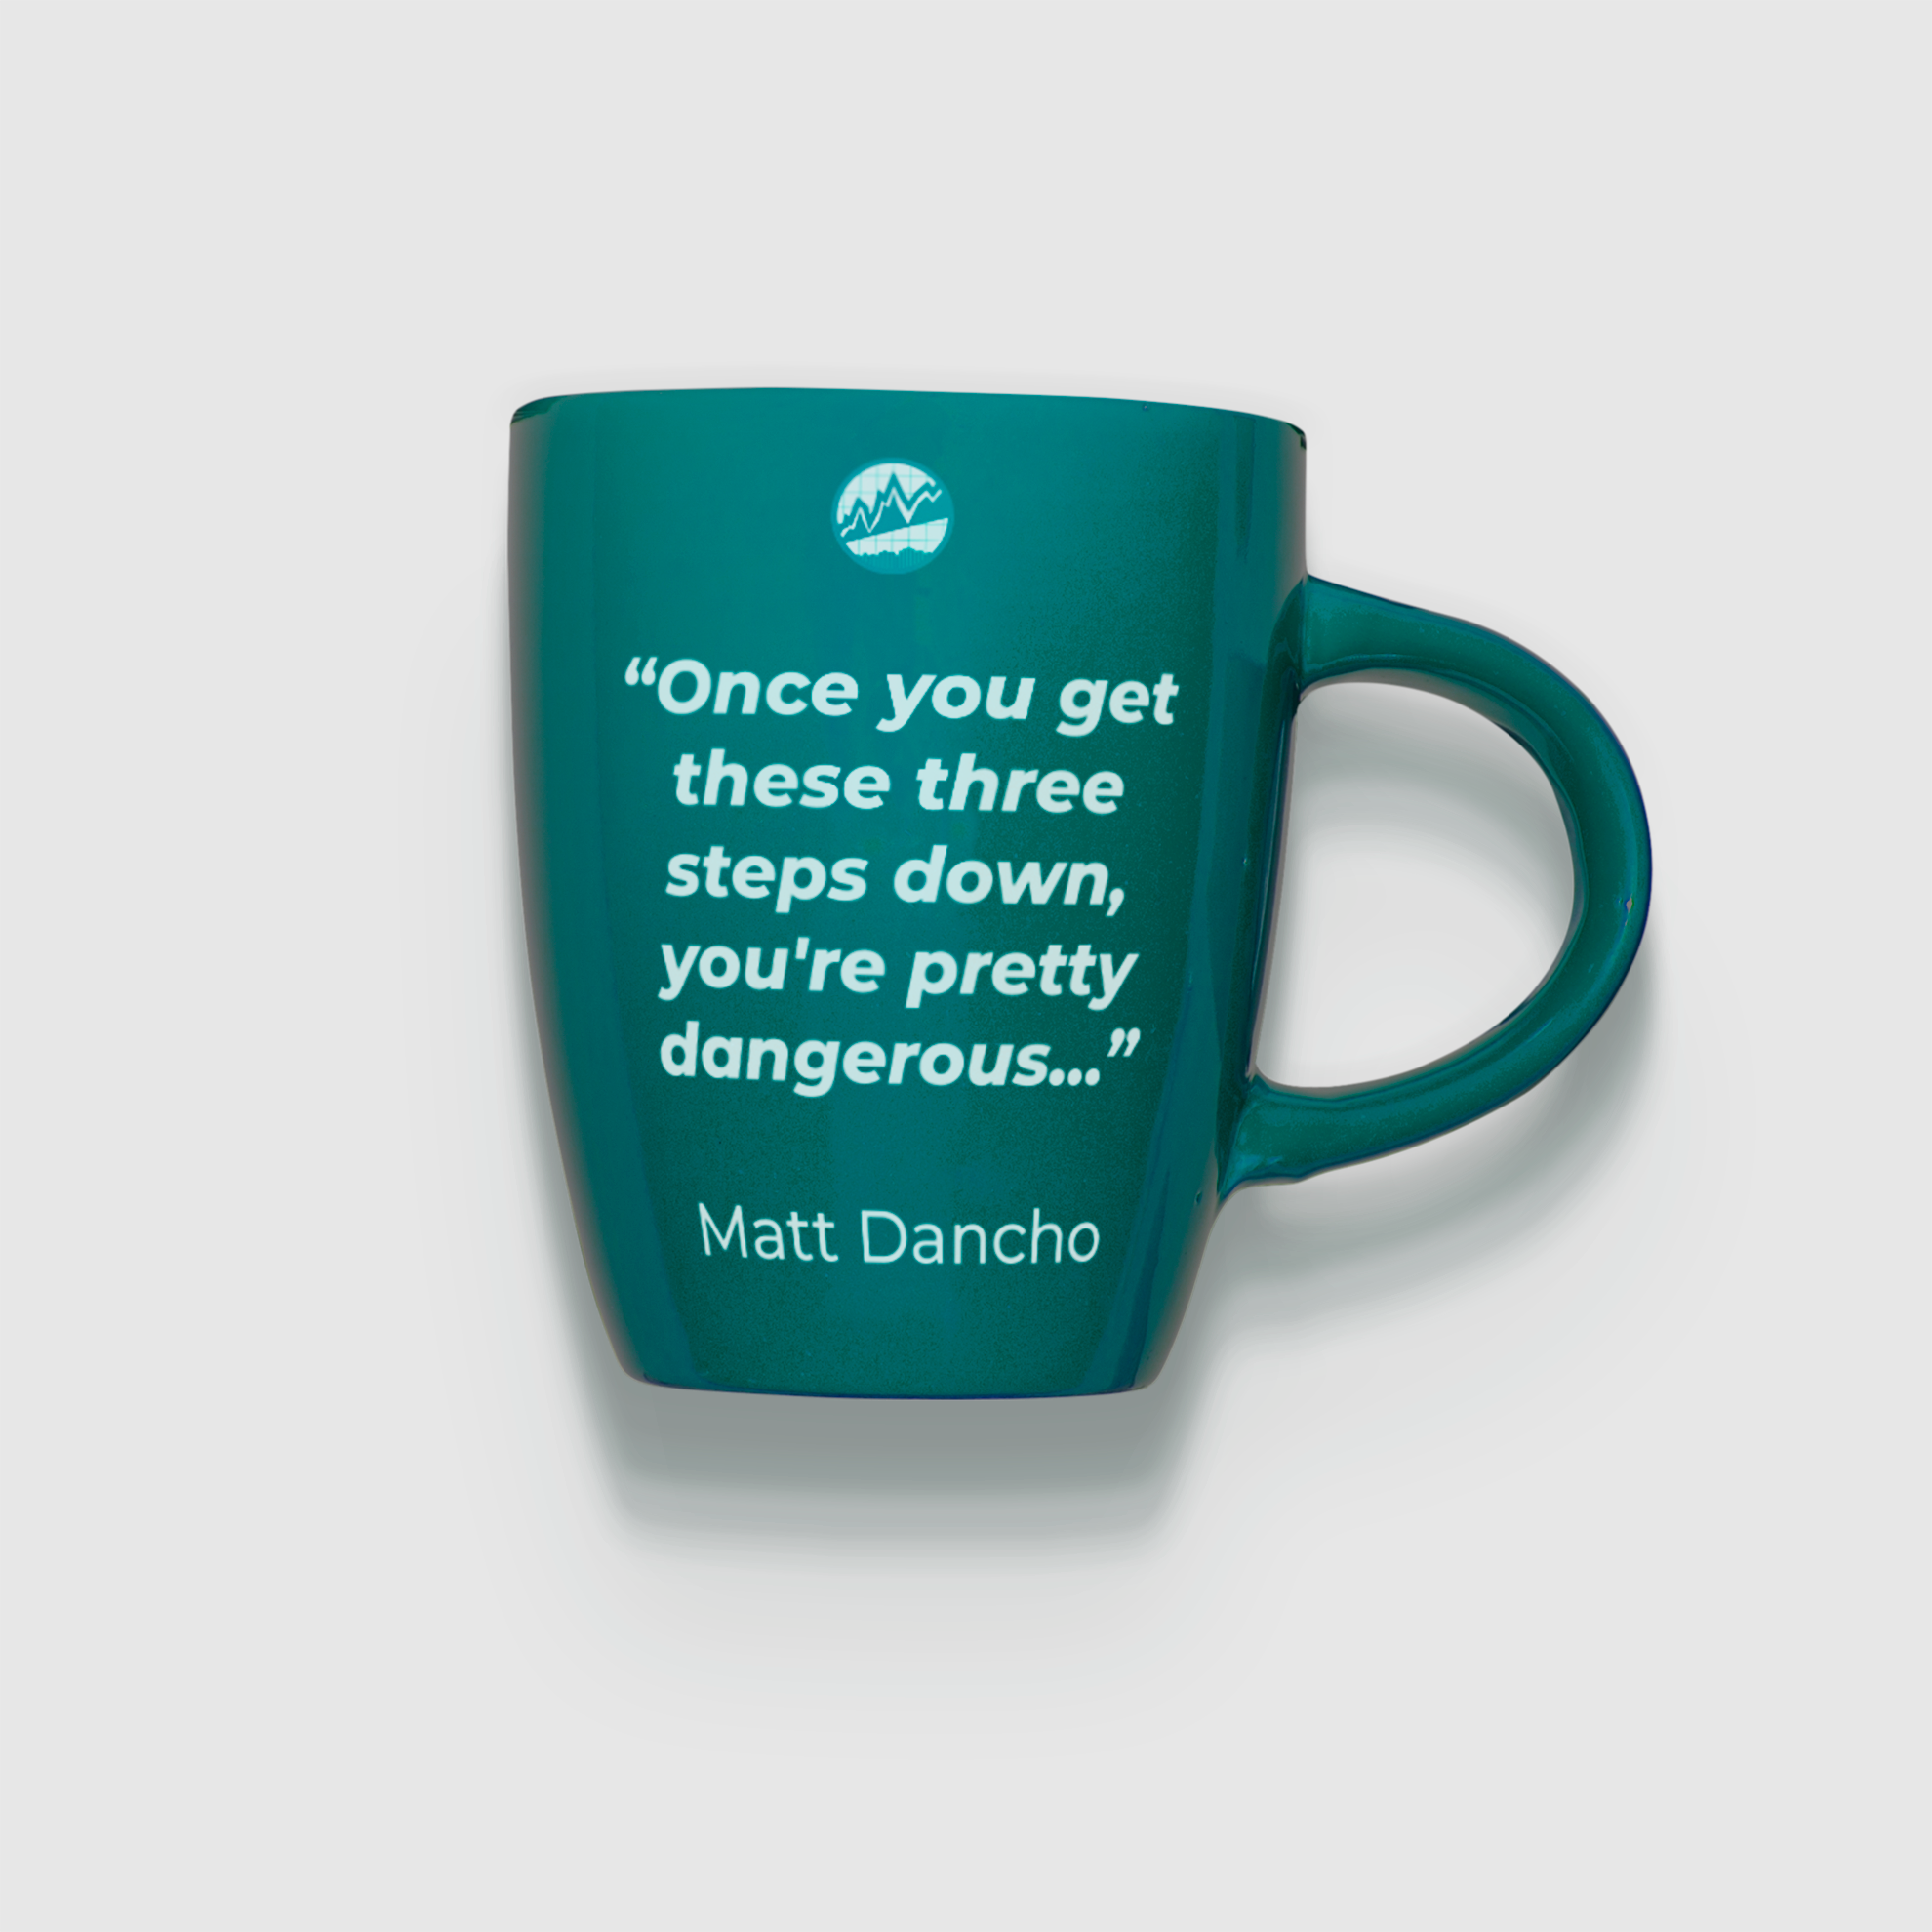 “Once you get
these three
steps down,
you're pretty
dangerous...”
Matt Dancho